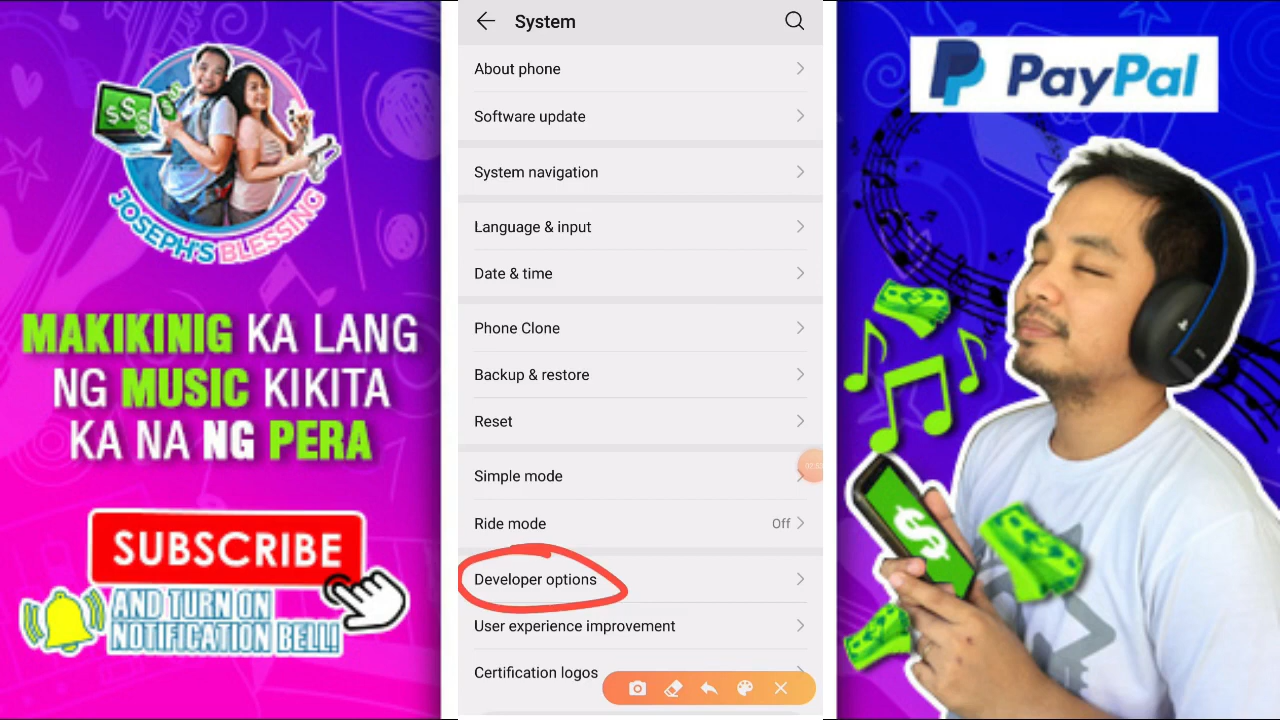 JOSEPH'S BLESSING
MAKIKINIG KA LANG
NG MUSIC KIKITA
KA NA NG PERA
SUBSCRIBE
AND TURN ON
NOTIFICATION BELL!
System
About phone
Software update
System navigation
Language & input
Date & time
Phone Clone
Backup & restore
Reset
Simple mode
Ride mode Off
Developer options
User experience improvement
Certification logos
PayPal